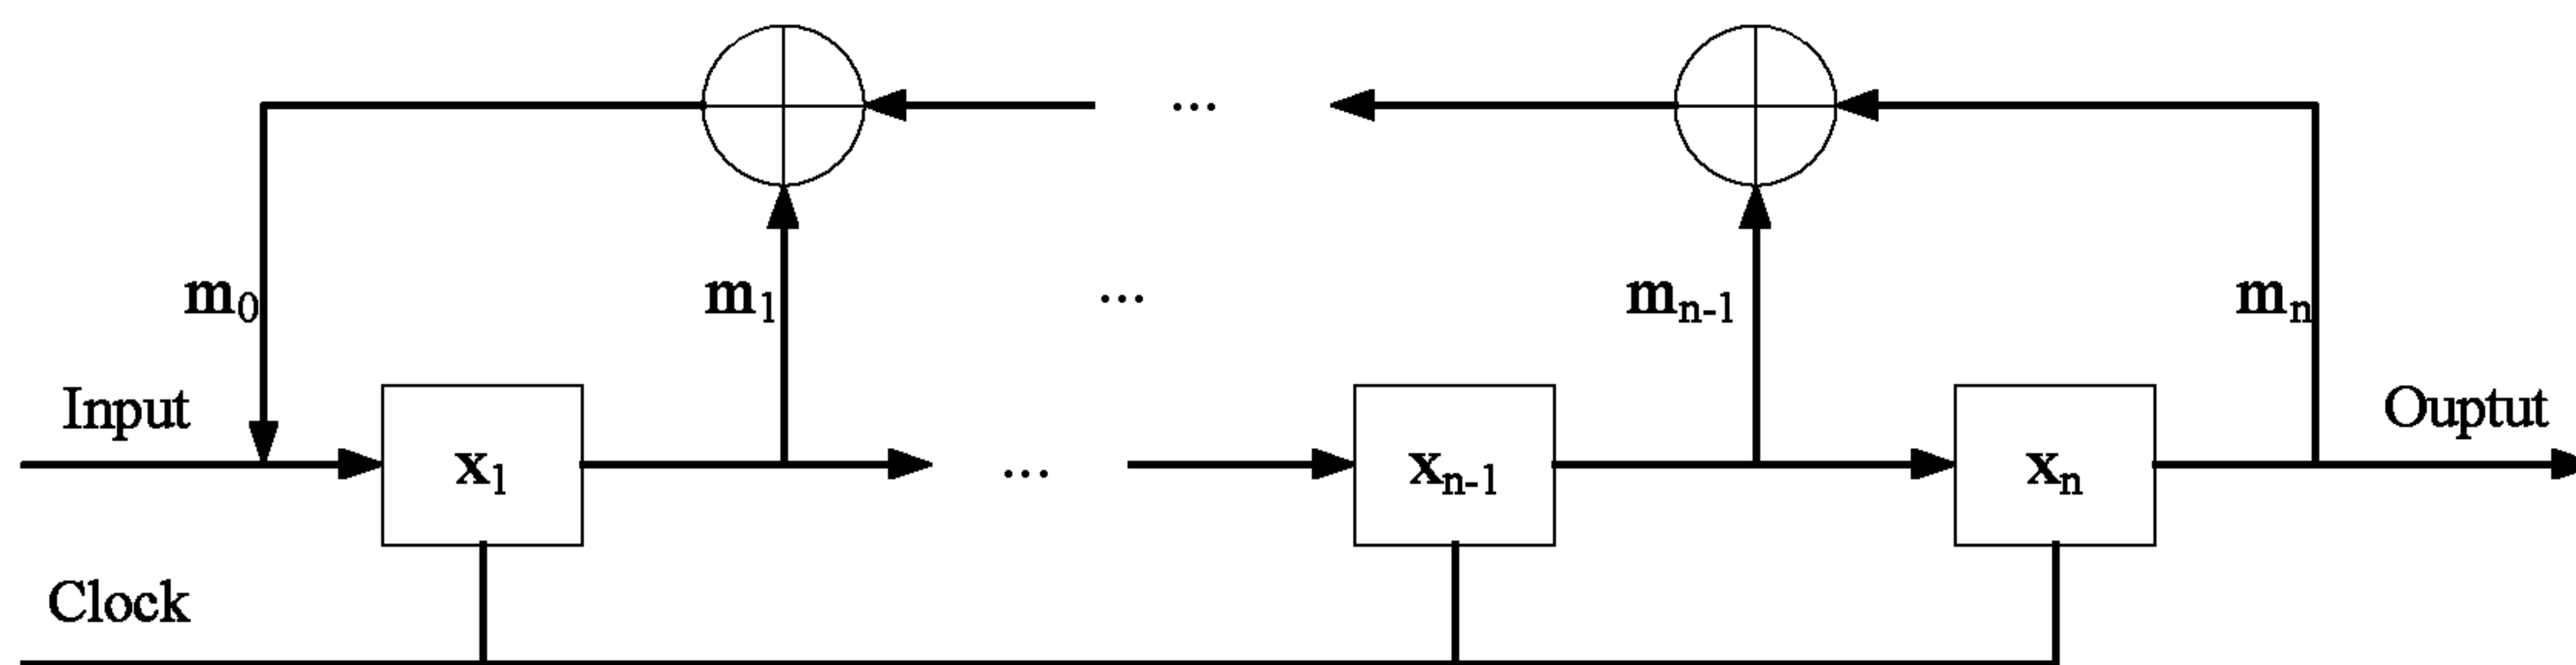 ...
m0 m1 ... mn-1 mn
Input Ouptut
x1 ... xn-1 xn
Clock